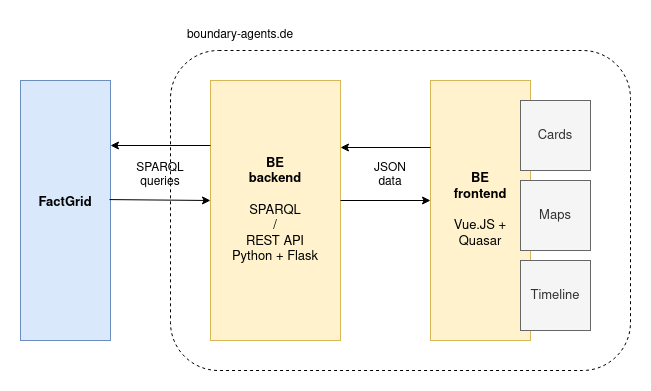 boundary-agents.de
FactGrid
SPARQL
queries
BE
backend
SPARQL
/
REST API
Python + Flask
JSON
data
BE
frontend
Vue.JS +
Quasar
Cards
Maps
Timeline